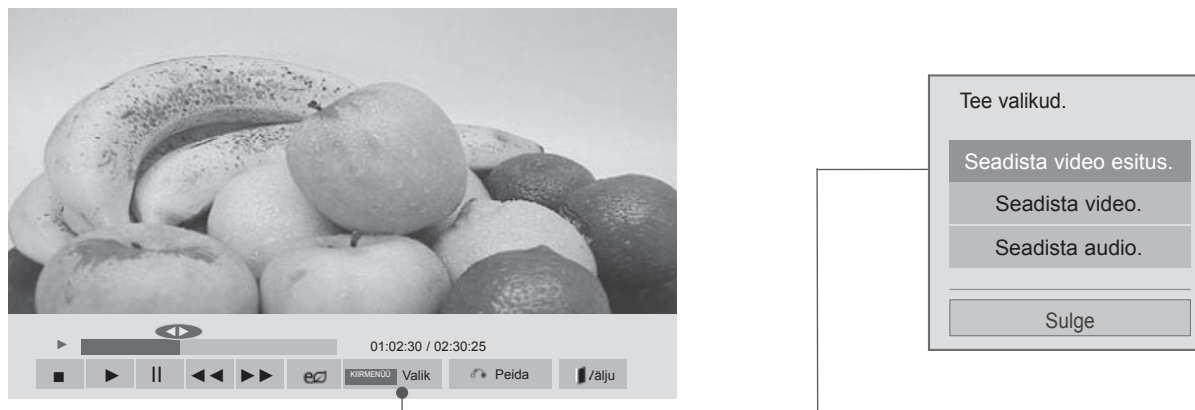 01:02:30 / 02:30:25
KIIRMENÜÜ Valik Peida /älju
Tee valikud.
Seadista video esitus.
Seadista video.
Seadista audio.
Sulge